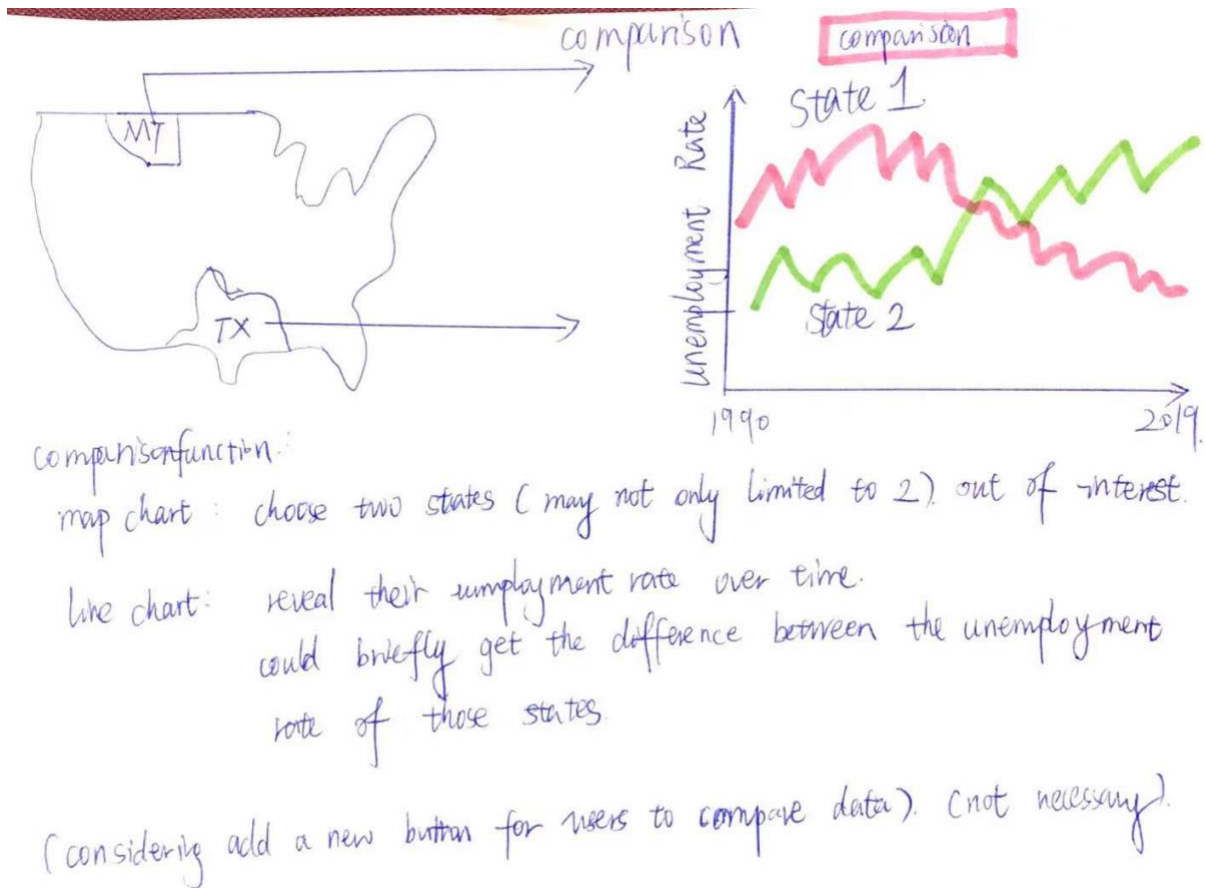 comparison
comparision
MT
TX
State 1
State 2
Unemployment Rate
1990
2019.
comparisonfunction:
map chart: choose two states (may not only limited to 2) out of interest.
line chart: reveal their unmployment rate over time.
could briefly get the difference between the unemployment
rate of those states.
(considering add a new button for users to compare data). (not necessary).